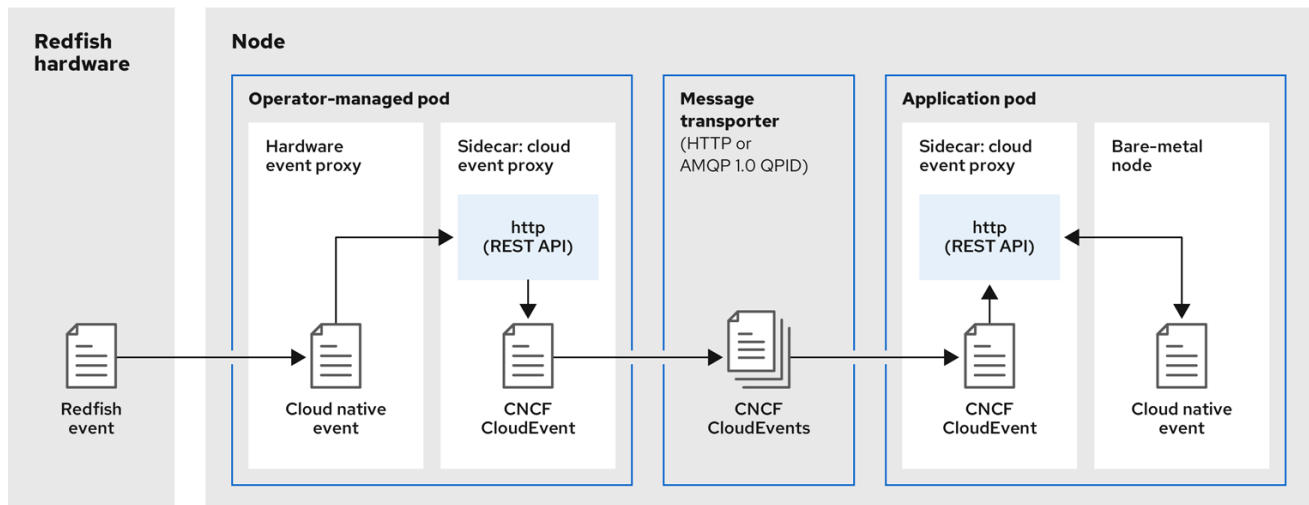 Redfish
hardware
Node
Operator-managed pod
Hardware
event proxy
Sidecar: cloud
event proxy
http
(REST API)
Message
transporter
(HTTP or
AMQP 1.0 QPID)
Application pod
Sidecar: cloud
event proxy
http
(REST API)
Bare-metal
node
Redfish
event
Cloud native
event
CNCF
CloudEvent
CNCF
CloudEvents
CNCF
CloudEvent
Cloud native
event